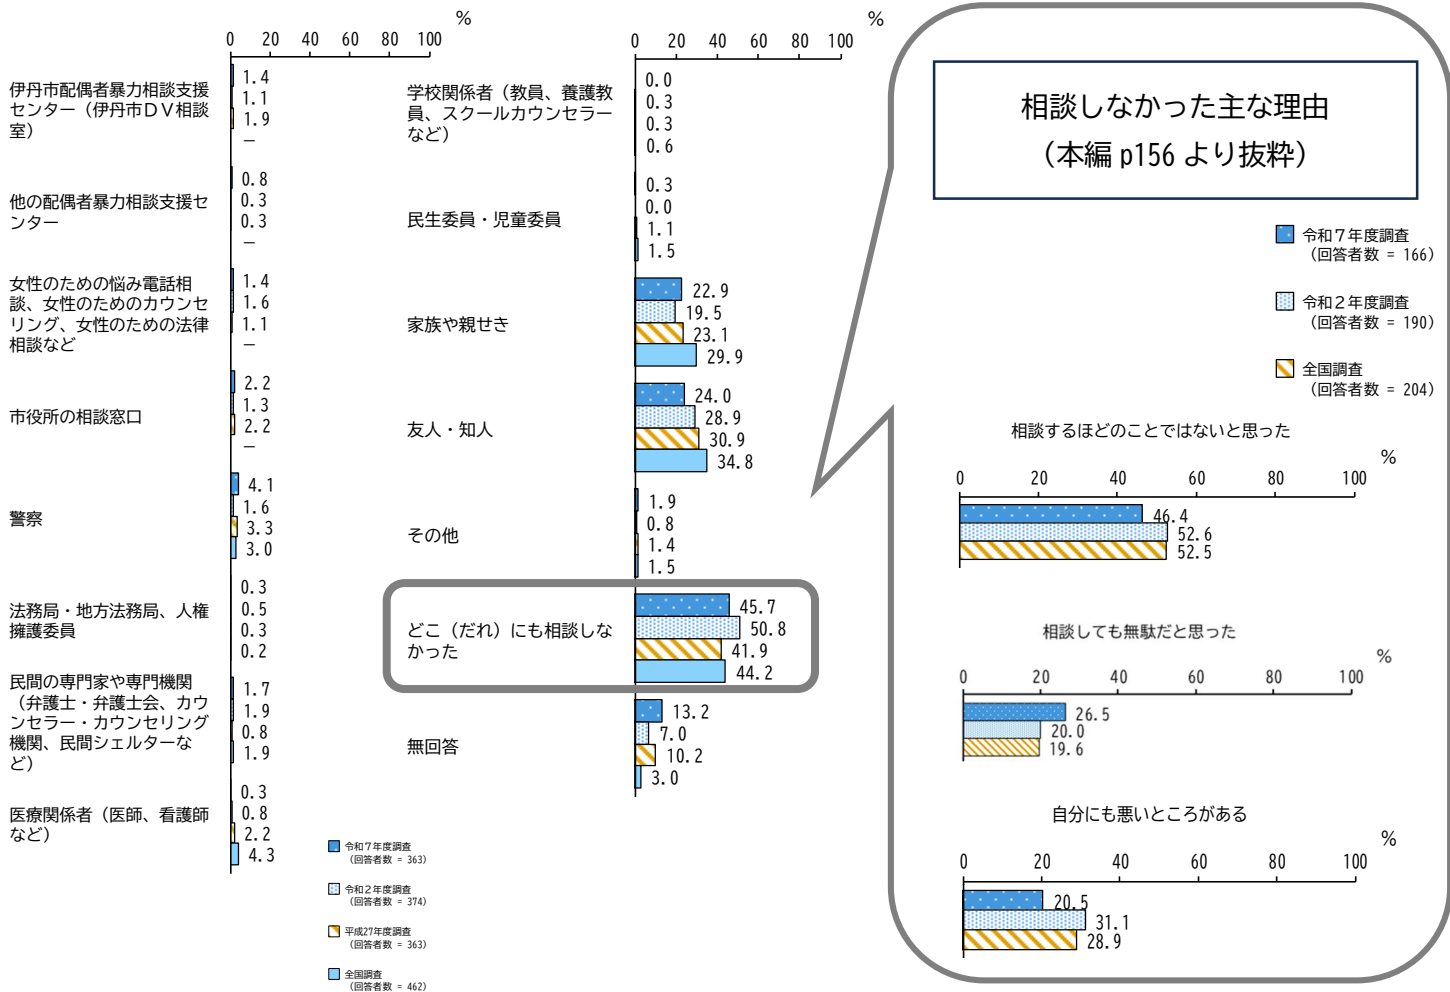 %
0 20 40 60 80 100
伊丹市配偶者暴力相談支援
センター（伊丹市ＤＶ相談
室）
1.4
1.1
1.9
－
他の配偶者暴力相談支援セ
ンター
0.8
0.3
0.3
－
女性のための悩み電話相
談、女性のためのカウンセ
リング、女性のための法律
相談など
1.4
1.6
1.1
－
市役所の相談窓口
2.2
1.3
2.2
－
警察
4.1
1.6
3.3
3.0
法務局・地方法務局、人権
擁護委員
0.3
0.5
0.3
0.2
民間の専門家や専門機関
（弁護士・弁護士会、カウ
ンセラー・カウンセリング
機関、民間シェルターな
ど）
1.7
1.9
0.8
1.9
医療関係者（医師、看護師
など）
0.3
0.8
2.2
4.3
%
0 20 40 60 80 100
学校関係者（教員、養護教
員、スクールカウンセラー
など）
0.0
0.3
0.3
0.6
民生委員・児童委員
0.3
0.0
1.1
1.5
家族や親せき
22.9
19.5
23.1
29.9
友人・知人
24.0
28.9
30.9
34.8
その他
1.9
0.8
1.4
1.5
どこ（だれ）にも相談しな
かった
45.7
50.8
41.9
44.2
無回答
13.2
7.0
10.2
3.0
令和７年度調査
（回答者数 = 363）
令和２年度調査
（回答者数 = 374）
平成27年度調査
（回答者数 = 363）
全国調査
（回答者数 = 462）
相談しなかった主な理由
（本編 p156 より抜粋）
令和７年度調査
（回答者数 = 166）
令和２年度調査
（回答者数 = 190）
全国調査
（回答者数 = 204）
相談するほどのことではないと思った
%
0 20 40 60 80 100
46.4
52.6
52.5
相談しても無駄だと思った
%
0 20 40 60 80 100
26.5
20.0
19.6
自分にも悪いところがある
%
0 20 40 60 80 100
20.5
31.1
28.9